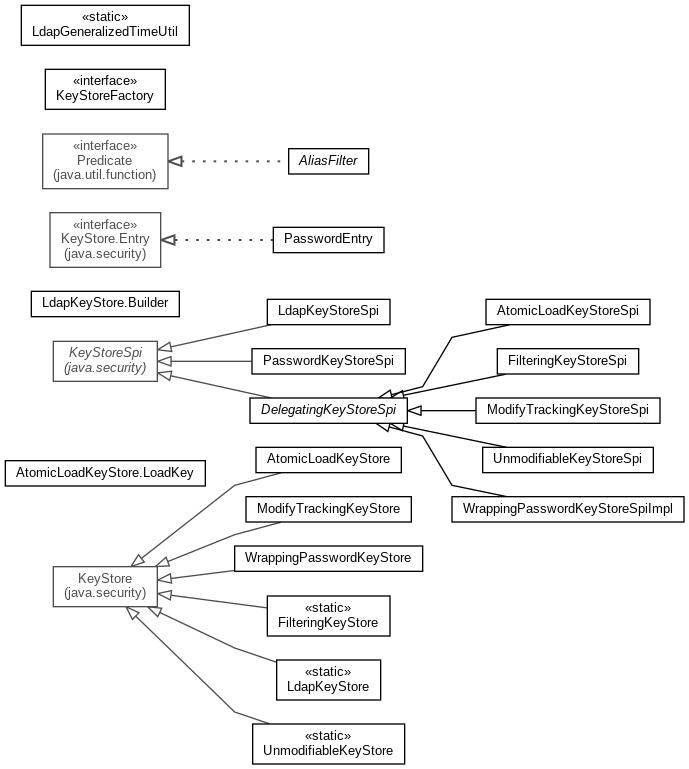 «static»
LdapGeneralizedTimeUtil
«interface»
KeyStoreFactory
«interface»
Predicate
(java.util.function)
AliasFilter
«interface»
KeyStore.Entry
(java.security)
PasswordEntry
LdapKeyStore.Builder
LdapKeyStoreSpi
AtomicLoadKeyStoreSpi
KeyStoreSpi
(java.security)
PasswordKeyStoreSpi
FilteringKeyStoreSpi
DelegatingKeyStoreSpi
ModifyTrackingKeyStoreSpi
UnmodifiableKeyStoreSpi
WrappingPasswordKeyStoreSpiImpl
AtomicLoadKeyStore.LoadKey
AtomicLoadKeyStore
ModifyTrackingKeyStore
WrappingPasswordKeyStore
KeyStore
(java.security)
«static»
FilteringKeyStore
«static»
LdapKeyStore
«static»
UnmodifiableKeyStore